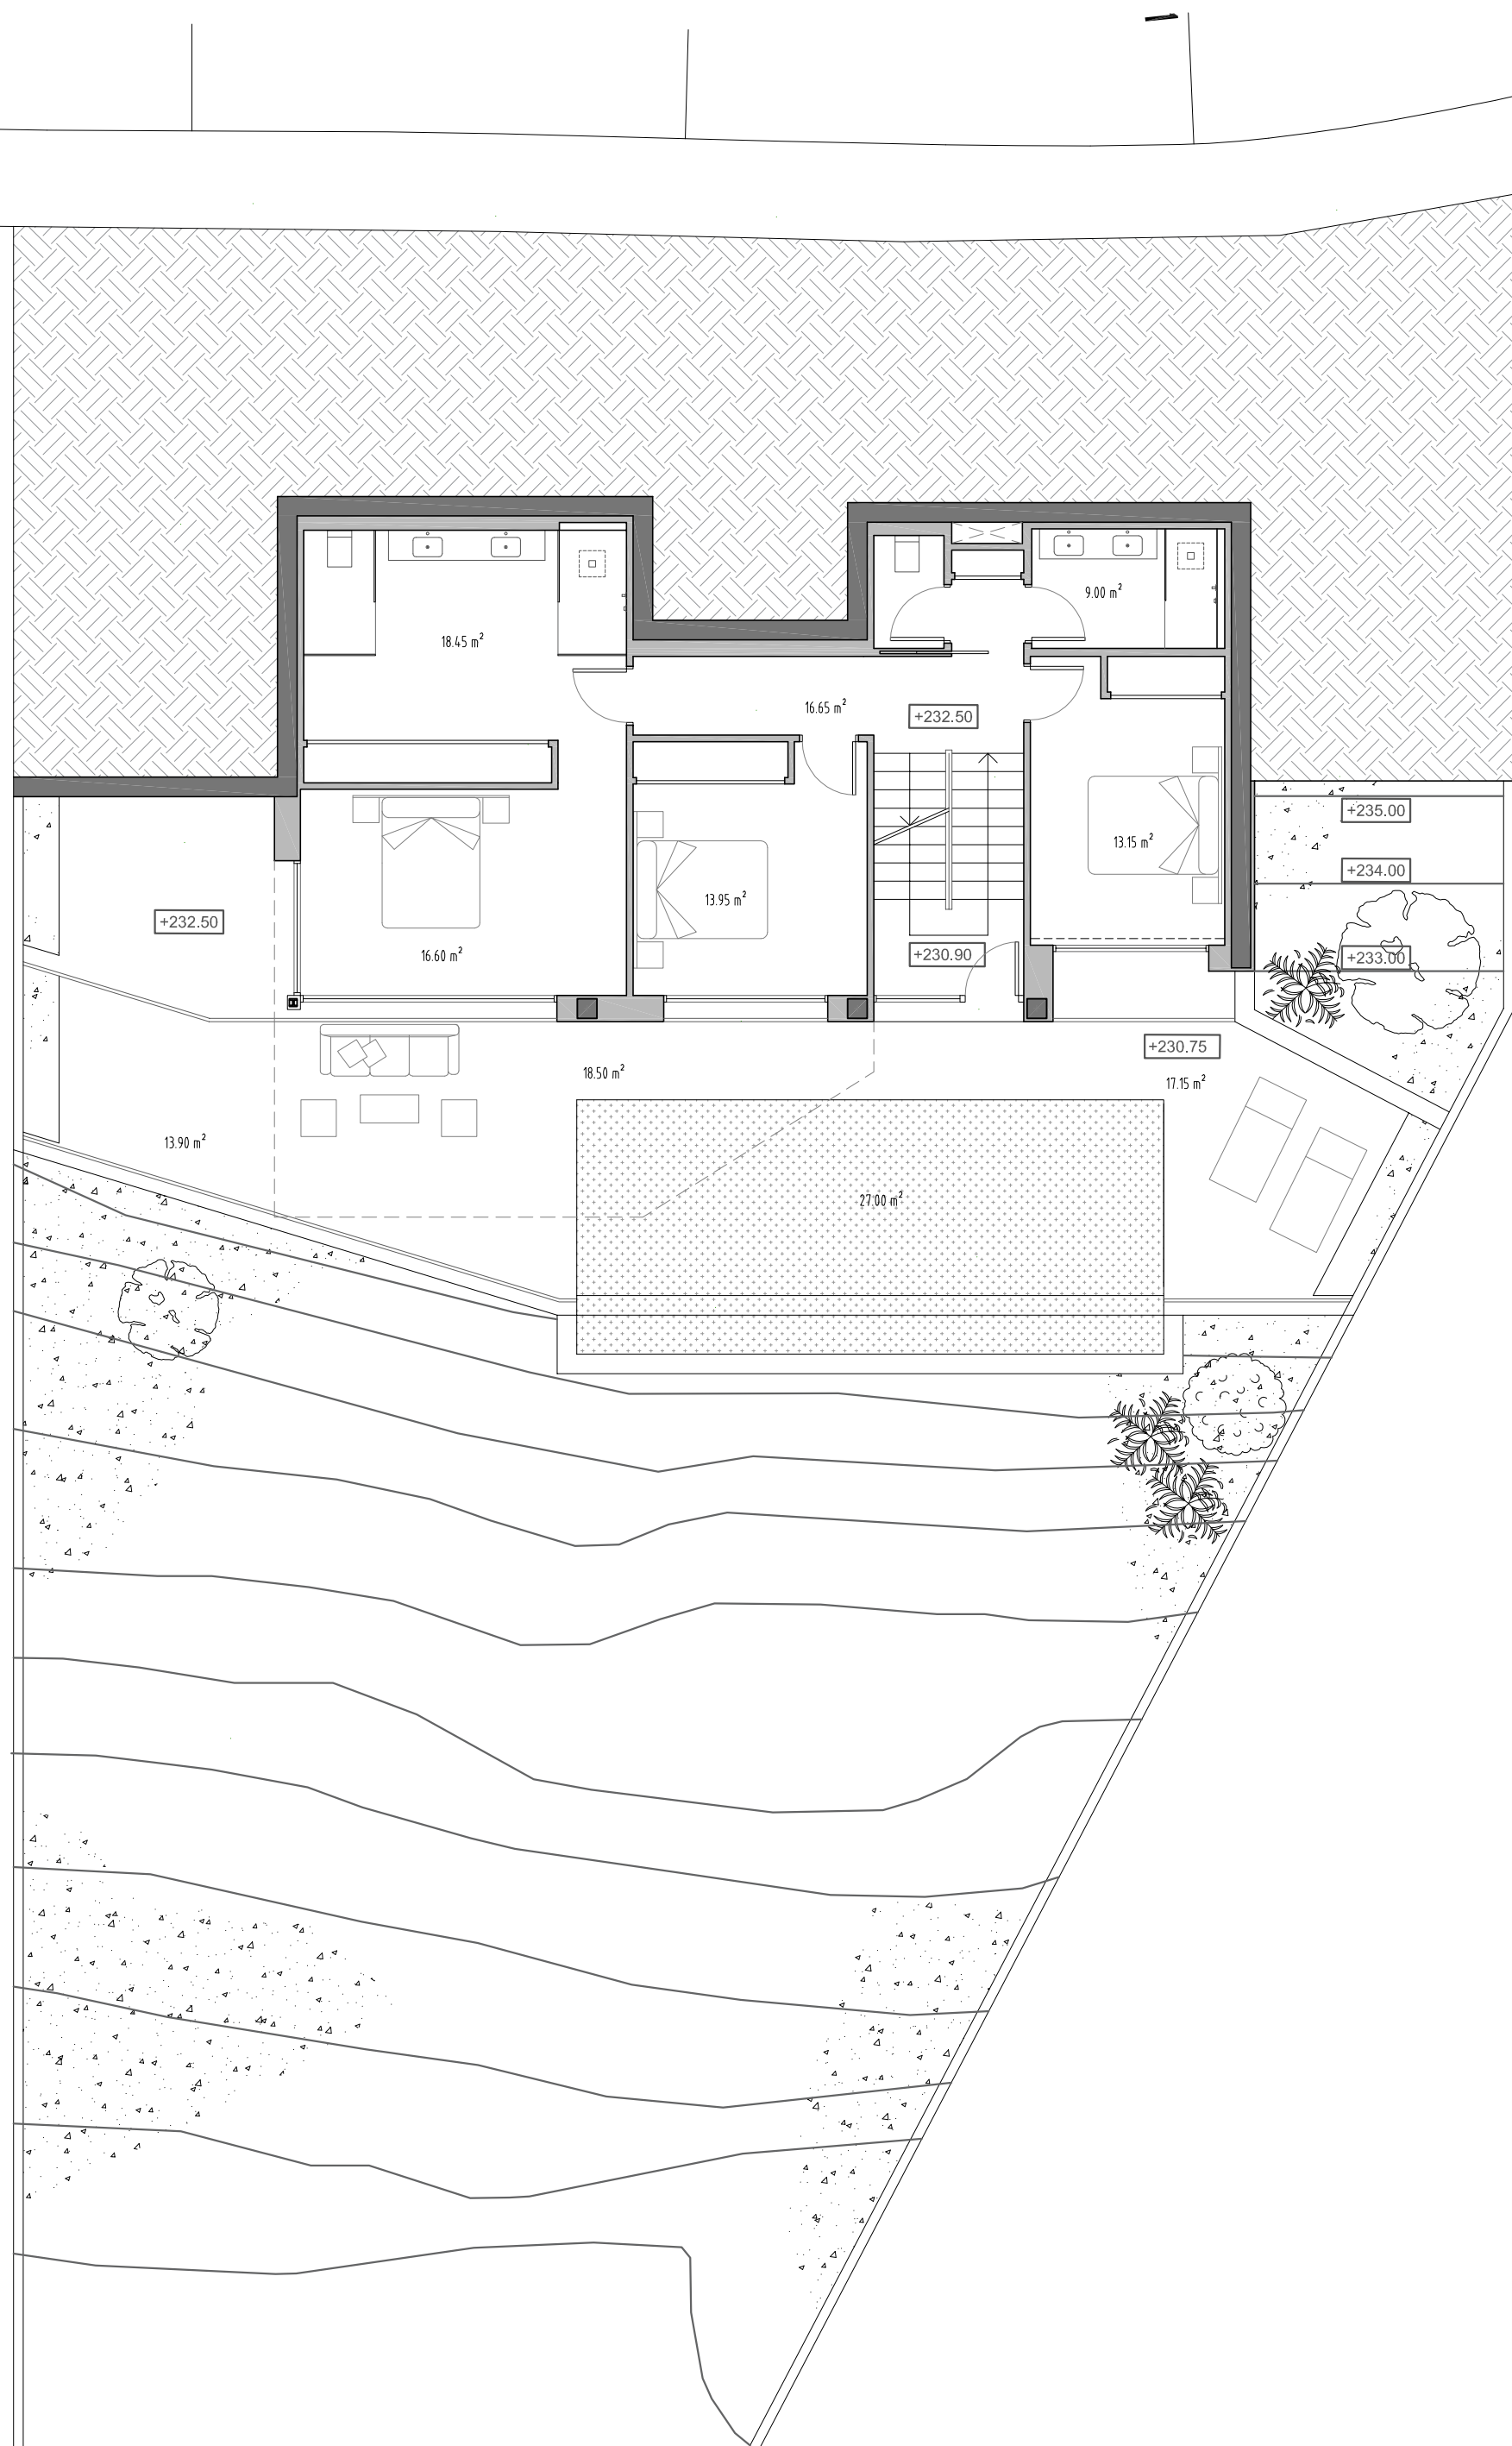 9.00 m²
18.45 m²
16.65 m²
+232.50
+235.00
13.15 m²
+234.00
13.95 m²
+232.50
16.60 m²
+230.90
+233.00
+230.75
18.50 m²
17.15 m²
13.90 m²
27.00 m²